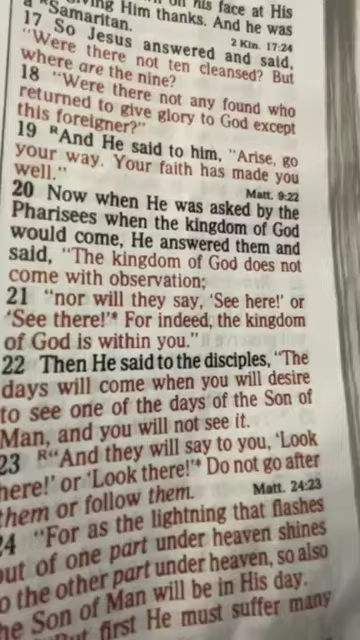 his face at His
Him thanks. And he was
a Samaritan.
2 Kin. 17:24
17 So Jesus answered and said,
"Were there not ten cleansed? But
where are the nine?
18 "Were there not any found who
returned to give glory to God except
this foreigner?"
19 ᴿAnd He said to him, "Arise, go
your way. Your faith has made you
well."
Matt. 9:22
20 Now when He was asked by the
Pharisees when the kingdom of God
would come, He answered them and
said, "The kingdom of God does not
come with observation;
21 "nor will they say, 'See here!' or
'See there!'* For indeed, the kingdom
of God is within you."
22 Then He said to the disciples, "The
days will come when you will desire
to see one of the days of the Son of
Man, and you will not see it.
23 ᴿ"And they will say to you, 'Look
here!' or 'Look there!'* Do not go after
them or follow them.
Matt. 24:23
24 "For as the lightning that flashes
out of one part under heaven shines
to the other part under heaven, so also
the Son of Man will be in His day.
first He must suffer many